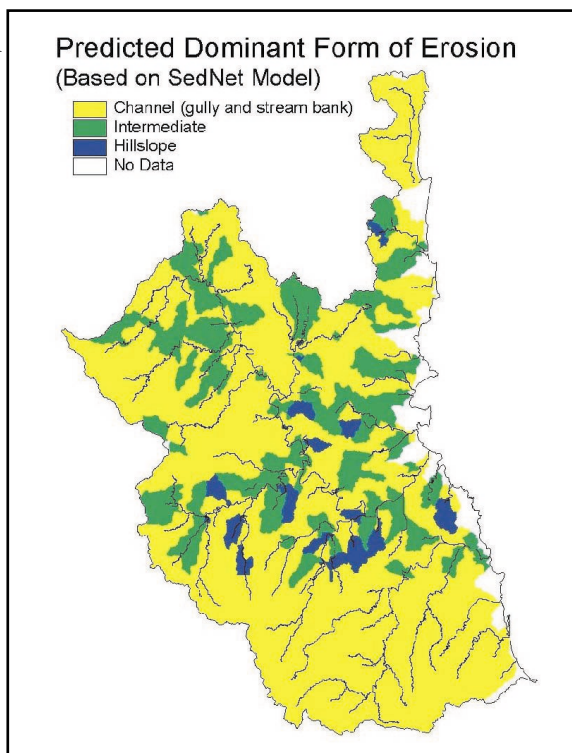 Predicted Dominant Form of Erosion
(Based on SedNet Model)
Channel (gully and stream bank)
Intermediate
Hillslope
No Data